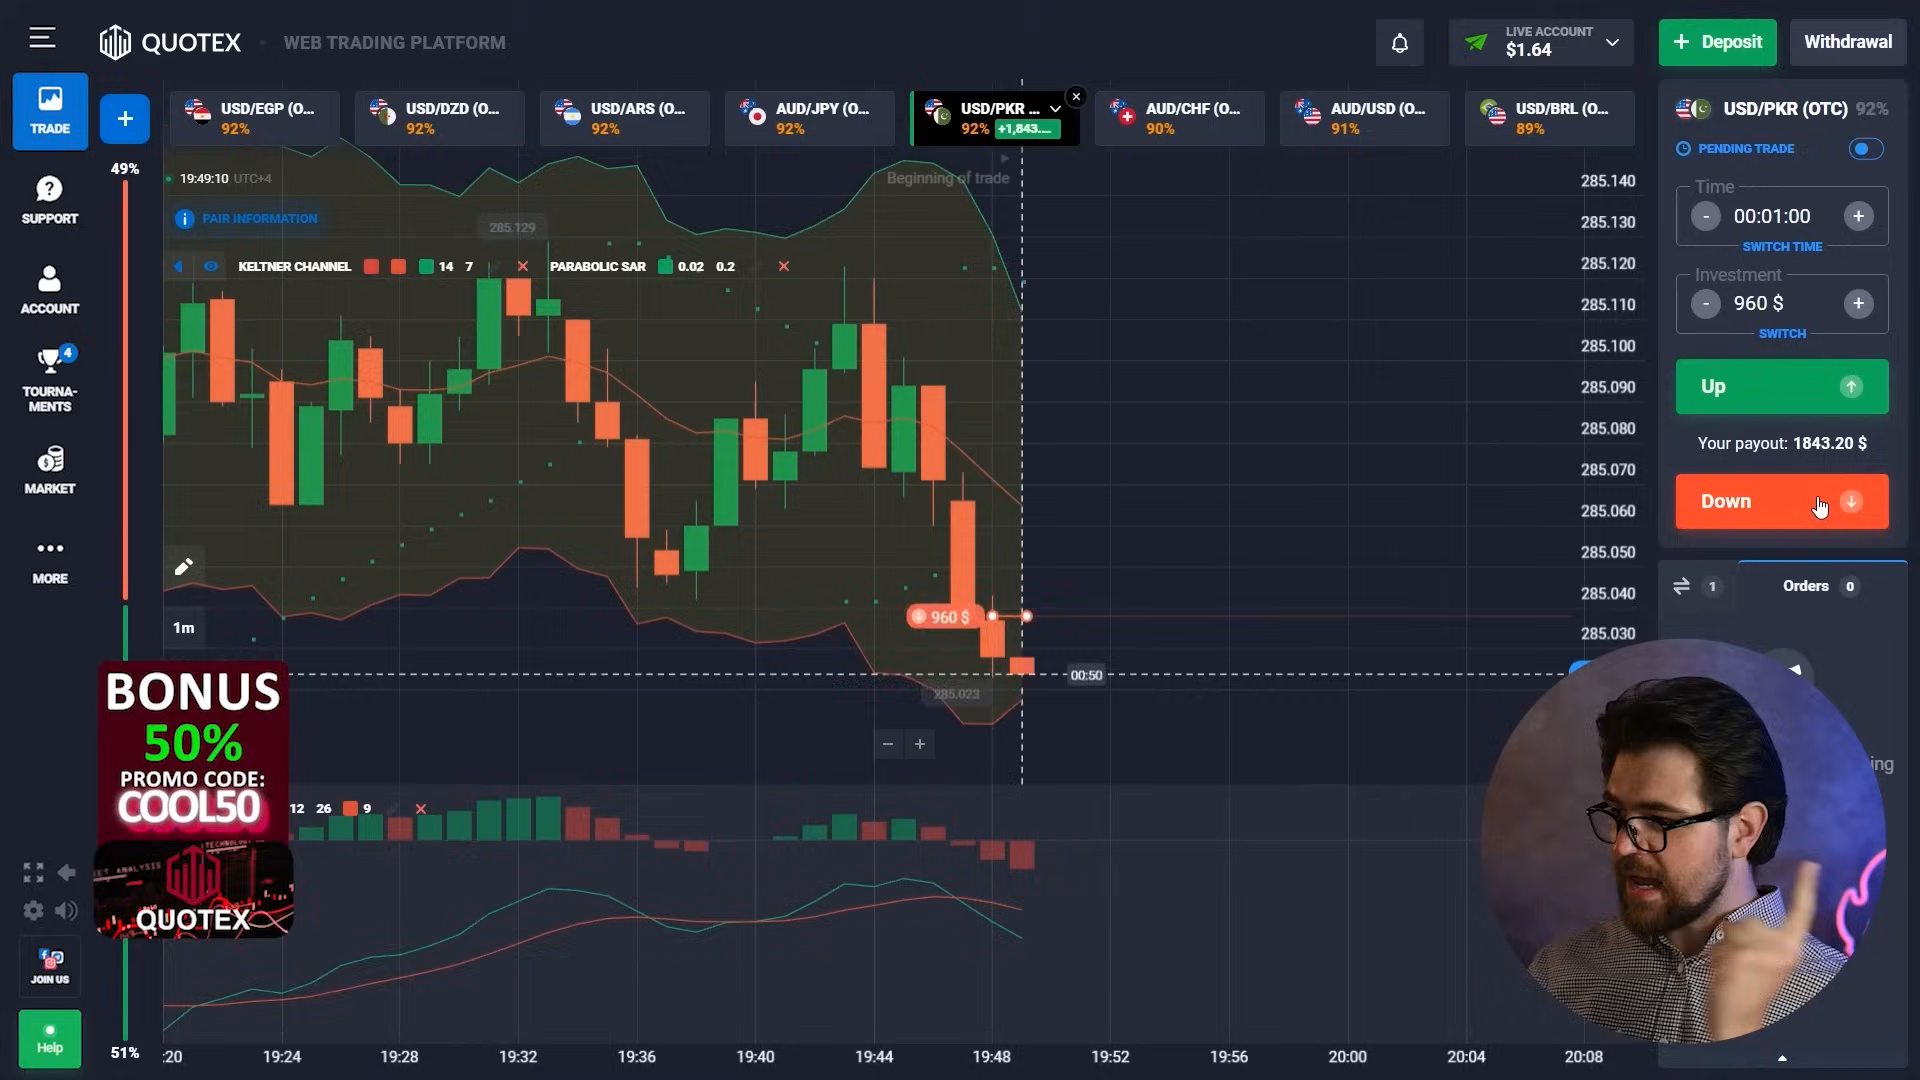 QUOTEX
WEB TRADING PLATFORM
LIVE ACCOUNT
$1.64
+ Deposit
Withdrawal
TRADE
SUPPORT
ACCOUNT
4
TOURNA-
MENTS
MARKET
MORE
JOIN US
Help
+
49%
51%
USD/EGP (O...
92%
USD/DZD (O...
92%
USD/ARS (O...
92%
AUD/JPY (O...
92%
USD/PKR ...
92% +1,843....
AUD/CHF (O...
90%
AUD/USD (O...
91%
USD/BRL (O...
89%
19:49:10 UTC+4
Beginning of trade
PAIR INFORMATION
285.129
KELTNER CHANNEL 14 7
PARABOLIC SAR 0.02 0.2
960 $
1m
00:50
285.023
285.140
285.130
285.120
285.110
285.100
285.090
285.080
285.070
285.060
285.050
285.040
285.030
BONUS
50%
PROMO CODE:
COOL50
QUOTEX
12 26 9
:20
19:24
19:28
19:32
19:36
19:40
19:44
19:48
19:52
19:56
20:00
20:04
20:08
USD/PKR (OTC) 92%
PENDING TRADE
Time
- 00:01:00 +
SWITCH TIME
Investment
- 960 $ +
SWITCH
Up
Your payout: 1843.20 $
Down
1
Orders 0